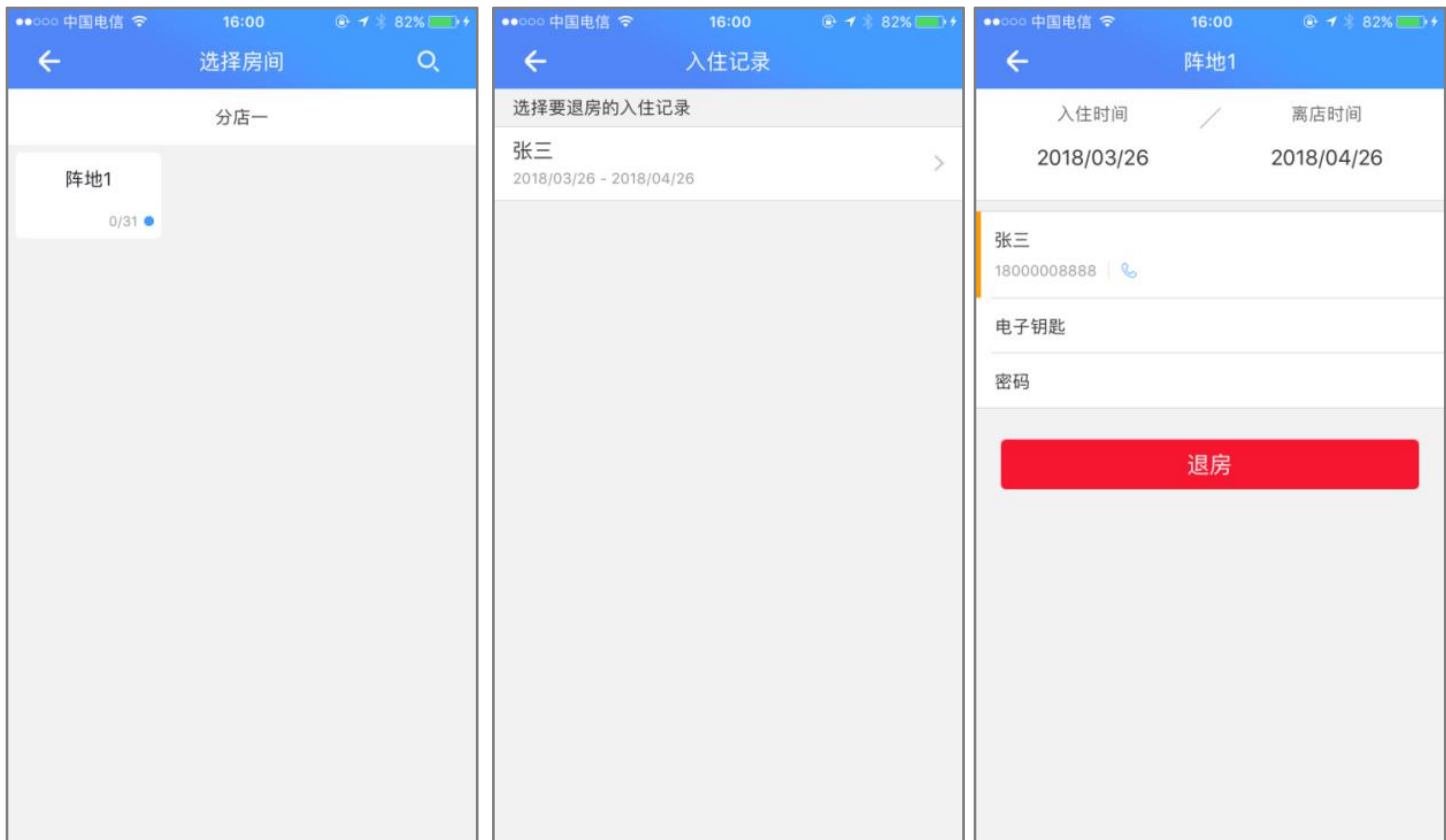 中国电信 16:00 82%
选择房间
分店一
阵地1
0/31
中国电信 16:00 82%
入住记录
选择要退房的入住记录
张三
2018/03/26 - 2018/04/26
中国电信 16:00 82%
阵地1
入住时间 / 离店时间
2018/03/26 2018/04/26
张三
18000008888
电子钥匙
密码
退房